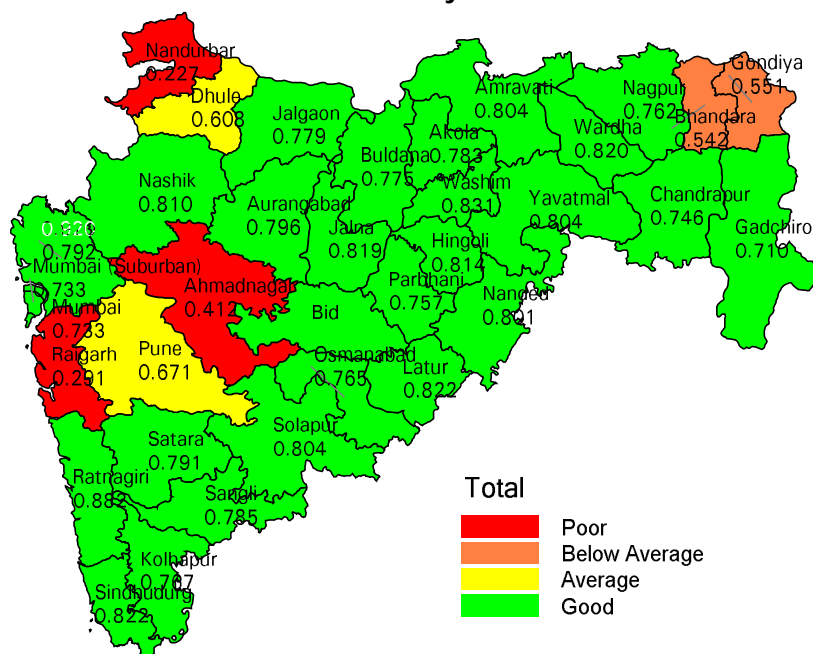 Nandurbar
0.227
Dhule
0.608
Jalgaon
0.779
Amravati
0.804
Nagpur
0.762
Gondiya
0.551
Bhandara
0.542
Akola
0.783
Wardha
0.820
Buldana
0.775
Washim
0.831
Yavatmal
0.804
Chandrapur
0.746
Gadchiro
0.710
Nashik
0.810
Aurangabad
0.796
Jalna
0.819
Hingoli
0.814
0.792
Mumbai (Suburban)
0.733
Ahmadnagar
0.412
Parbhani
0.757
Nanded
0.801
Mumbai
0.733
Bid
Raigarh
0.291
Pune
0.671
Osmanabad
0.765
Latur
0.822
Satara
0.791
Solapur
0.804
Ratnagiri
0.882
Sangli
0.785
Kolhapur
Sindhudurg
0.822
Total
Poor
Below Average
Average
Good